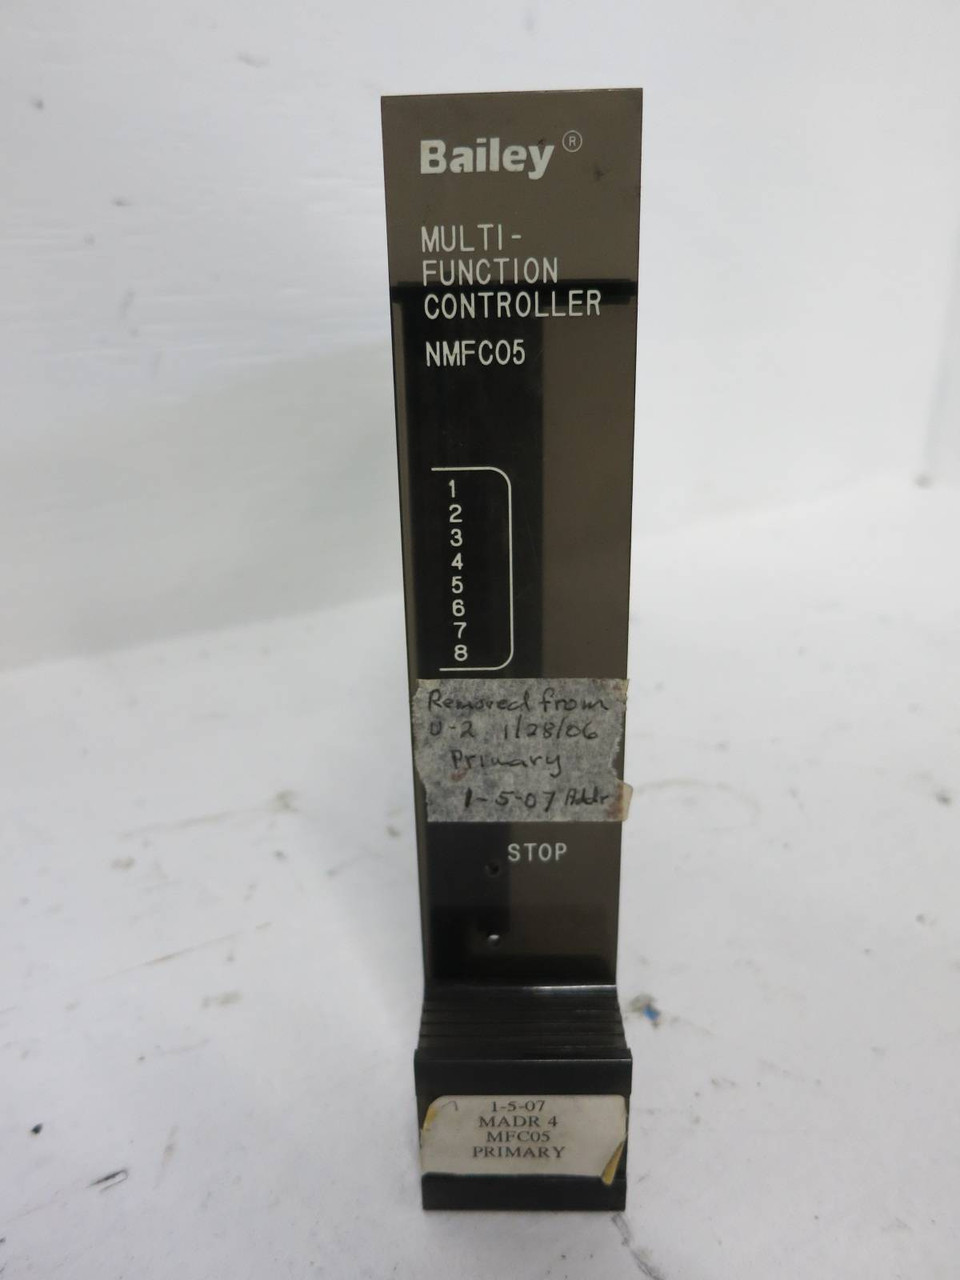 Bailey ®
MULTI-
FUNCTION
CONTROLLER
NMFC05
1
2
3
4
5
6
7
8
Removed from
U-2 1/28/06
Primary
1-5-07 Addr
STOP
1-5-07
MADR 4
MFC05
PRIMARY